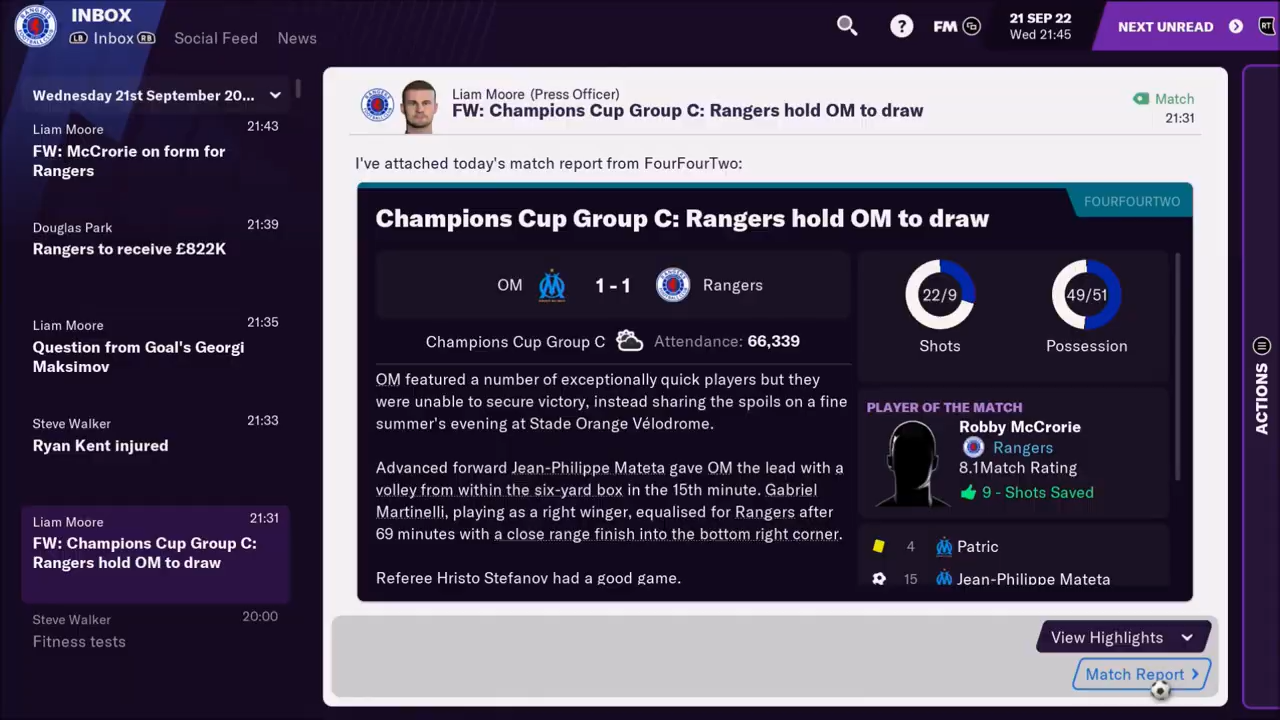 INBOX
LB Inbox RB Social Feed News
FM
21 SEP 22
Wed 21:45
NEXT UNREAD
RT
Wednesday 21st September 20...
Liam Moore 21:43
FW: McCrorie on form for
Rangers
Douglas Park 21:39
Rangers to receive £822K
Liam Moore 21:35
Question from Goal's Georgi
Maksimov
Steve Walker 21:33
Ryan Kent injured
Liam Moore 21:31
FW: Champions Cup Group C:
Rangers hold OM to draw
Steve Walker 20:00
Fitness tests
Liam Moore (Press Officer)
FW: Champions Cup Group C: Rangers hold OM to draw
Match
21:31
I've attached today's match report from FourFourTwo:
FOURFOURTWO
Champions Cup Group C: Rangers hold OM to draw
OM 1 - 1 Rangers
Champions Cup Group C Attendance: 66,339
OM featured a number of exceptionally quick players but they
were unable to secure victory, instead sharing the spoils on a fine
summer's evening at Stade Orange Vélodrome.
Advanced forward Jean-Philippe Mateta gave OM the lead with a
volley from within the six-yard box in the 15th minute. Gabriel
Martinelli, playing as a right winger, equalised for Rangers after
69 minutes with a close range finish into the bottom right corner.
Referee Hristo Stefanov had a good game.
22/9
Shots
49/51
Possession
PLAYER OF THE MATCH
Robby McCrorie
Rangers
8.1Match Rating
9 - Shots Saved
4 Patric
15 Jean-Philippe Mateta
View Highlights
Match Report
ACTIONS